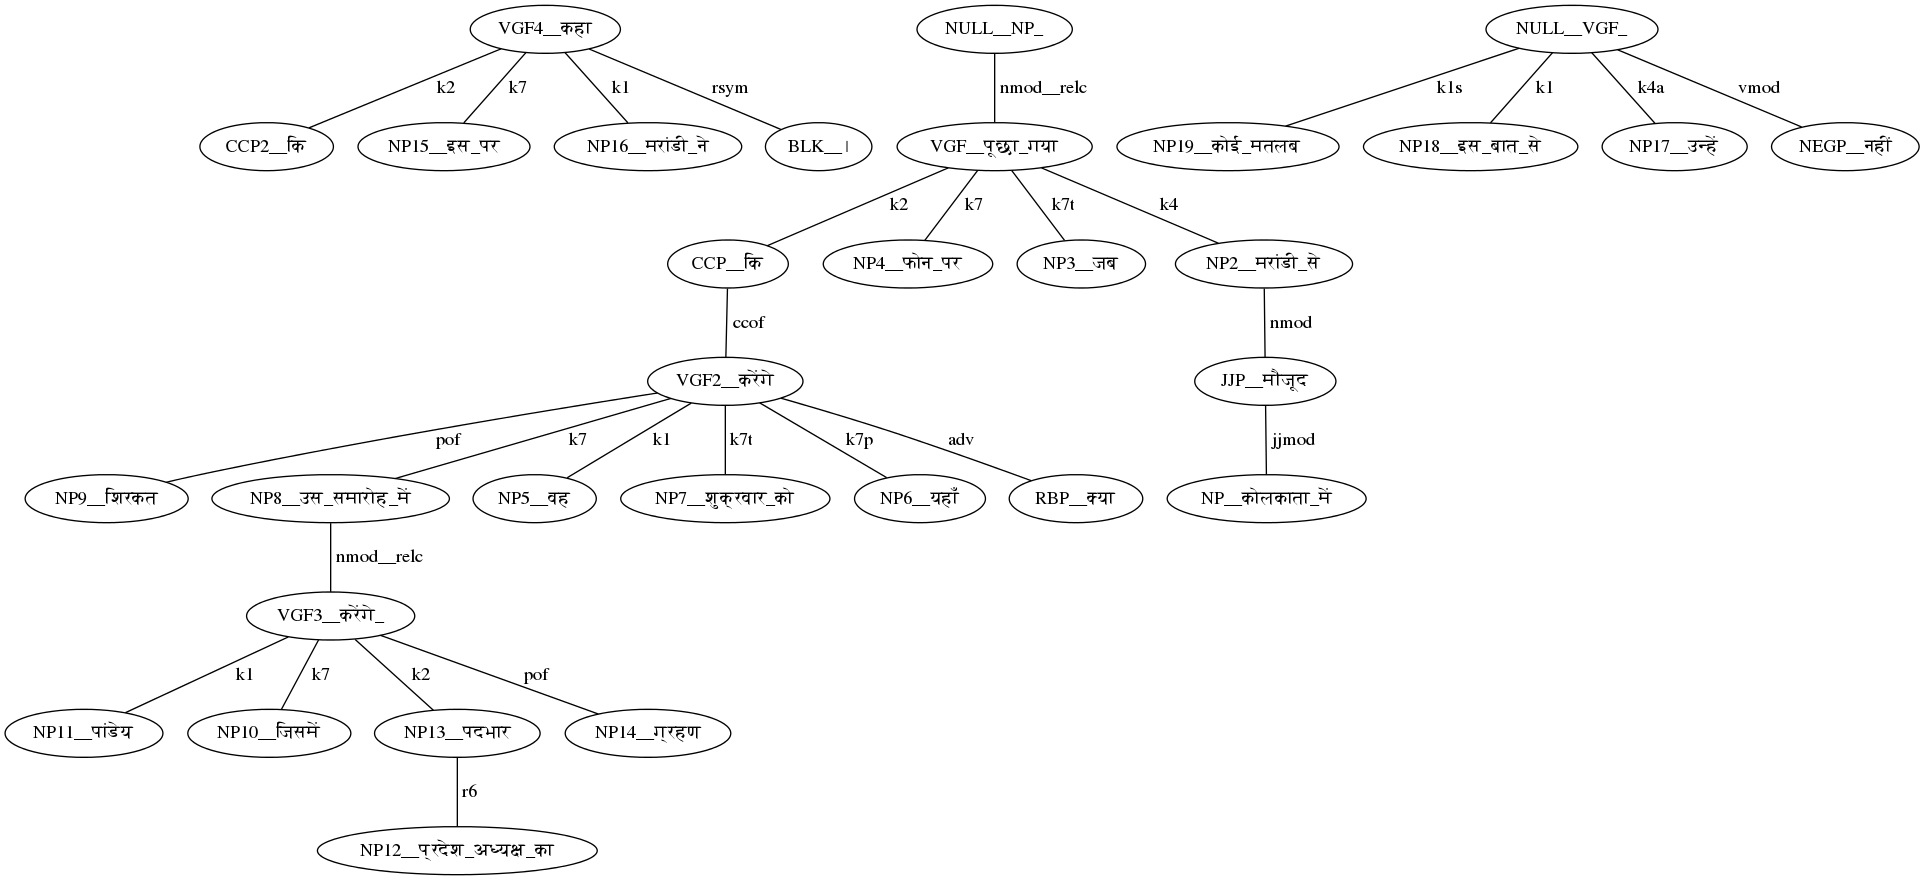 VGF4__कहा NULL__NP_ NULL__VGF_
k2 k7 k1 rsym nmod__relc k1s k1 k4a vmod
CCP2__कि NP15__इस_पर NP16__मरांडी_ने BLK__। VGF__पूछा_गया NP19__कोई_मतलब NP18__इस_बात_से NP17__उन्हें NEGP__नहीं
k2 k7 k7t k4
CCP__कि NP4__फोन_पर NP3__जब NP2__मरांडी_से
ccof nmod
VGF2__करेंगे JJP__मौजूद
pof k7 k1 k7t k7p adv jjmod
NP9__शिरकत NP8__उस_समारोह_में NP5__वह NP7__शुक्रवार_को NP6__यहाँ RBP__क्या NP__कोलकाता_में
nmod__relc
VGF3__करेंगे_
k1 k7 k2 pof
NP11__पांडेय NP10__जिसमें NP13__पदभार NP14__ग्रहण
r6
NP12__प्रदेश_अध्यक्ष_का